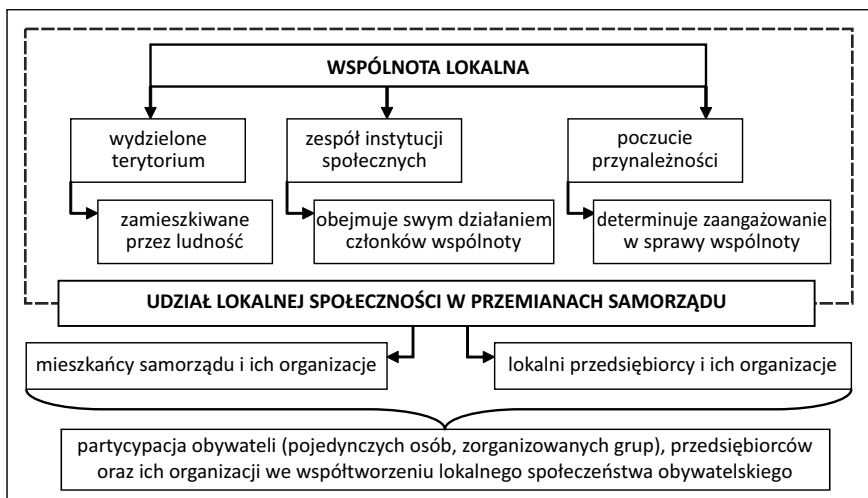 WSPÓLNOTA LOKALNA
wydzielone
terytorium
zespół instytucji
społecznych
poczucie
przynależności
zamieszkiwane
przez ludność
obejmuje swym działaniem
członków wspólnoty
determinuje zaangażowanie
w sprawy wspólnoty
UDZIAŁ LOKALNEJ SPOŁECZNOŚCI W PRZEMIANACH SAMORZĄDU
mieszkańcy samorządu i ich organizacje
lokalni przedsiębiorcy i ich organizacje
partycypacja obywateli (pojedynczych osób, zorganizowanych grup), przedsiębiorców
oraz ich organizacji we współtworzeniu lokalnego społeczeństwa obywatelskiego